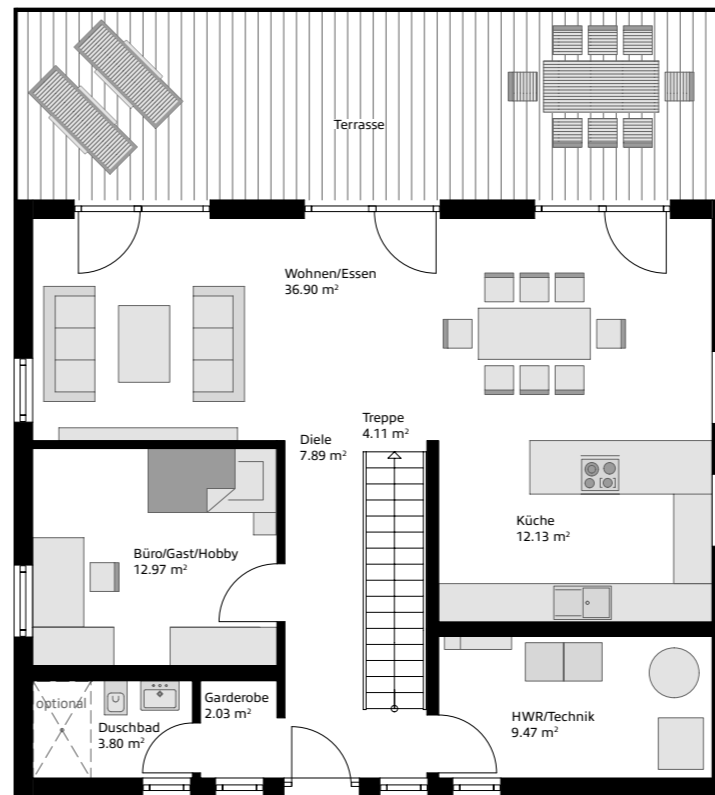 Terrasse
Wohnen/Essen
36.90 m²
Treppe
4.11 m²
Diele
7.89 m²
Küche
12.13 m²
Büro/Gast/Hobby
12.97 m²
optional
Duschbad
3.80 m²
Garderobe
2.03 m²
HWR/Technik
9.47 m²